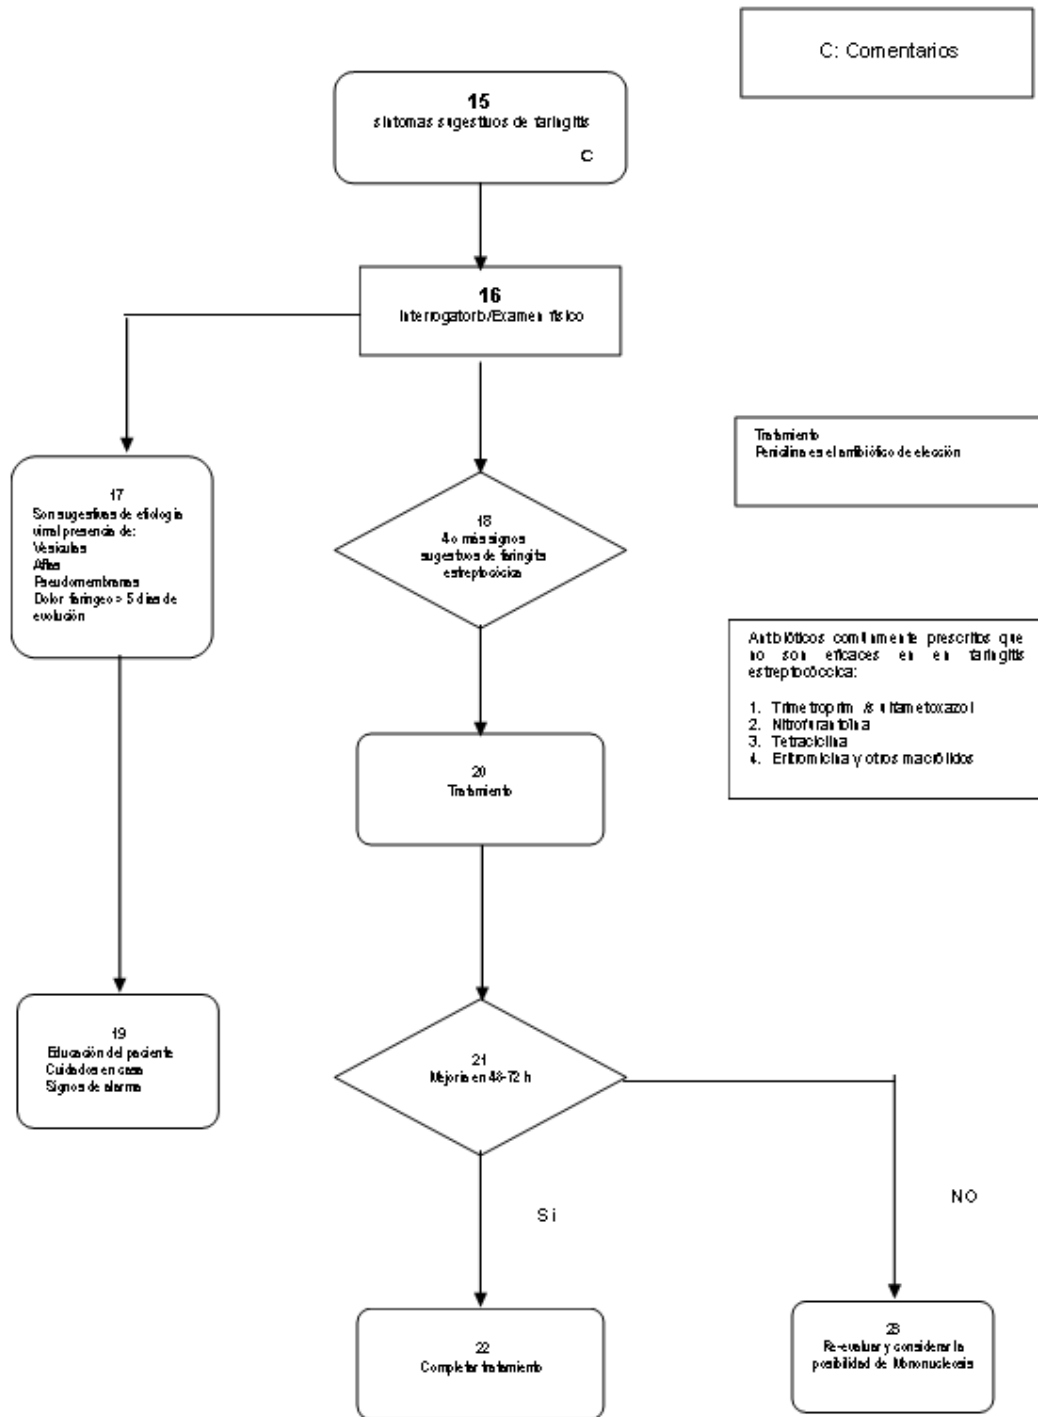 C: Comentarios
15
síntomas sugestivos de faringitis
C
16
Interrogatorio/Examen físico
Tratamiento
Penicilina es el antibiótico de elección
17
Son sugestivas de etiología
viral presencia de:
Vesículas
Aftas
Pseudomembranas
Dolor faríngeo > 5 días de
evolución
18
4 o más signos
sugestivos de faringitis
estreptocócica
Antibióticos comúnmente prescritos que
no son eficaces en en faringitis
estreptocóccica:
1. Trimetroprim /sulfametoxazol
2. Nitrofurantoína
3. Tetraciclina
4. Eritromicina y otros macrólidos
20
Tratamiento
19
Educación del paciente
Cuidados en casa
Signos de alarma
21
Mejoría en 48-72 h
Si
NO
22
Completar tratamiento
23
Re-evaluar y considerar la
posibilidad de Mononucleosis